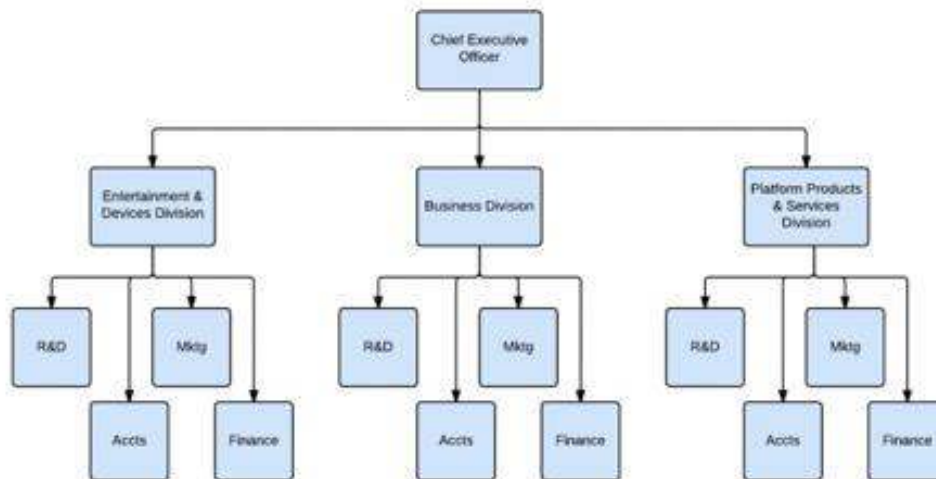 Chief Executive
Officer
Entertainment &
Devices Division
Business Division
Platform Products
& Services
Division
R&D
Mktg
R&D
Mktg
R&D
Mktg
Accts
Finance
Accts
Finance
Accts
Finance